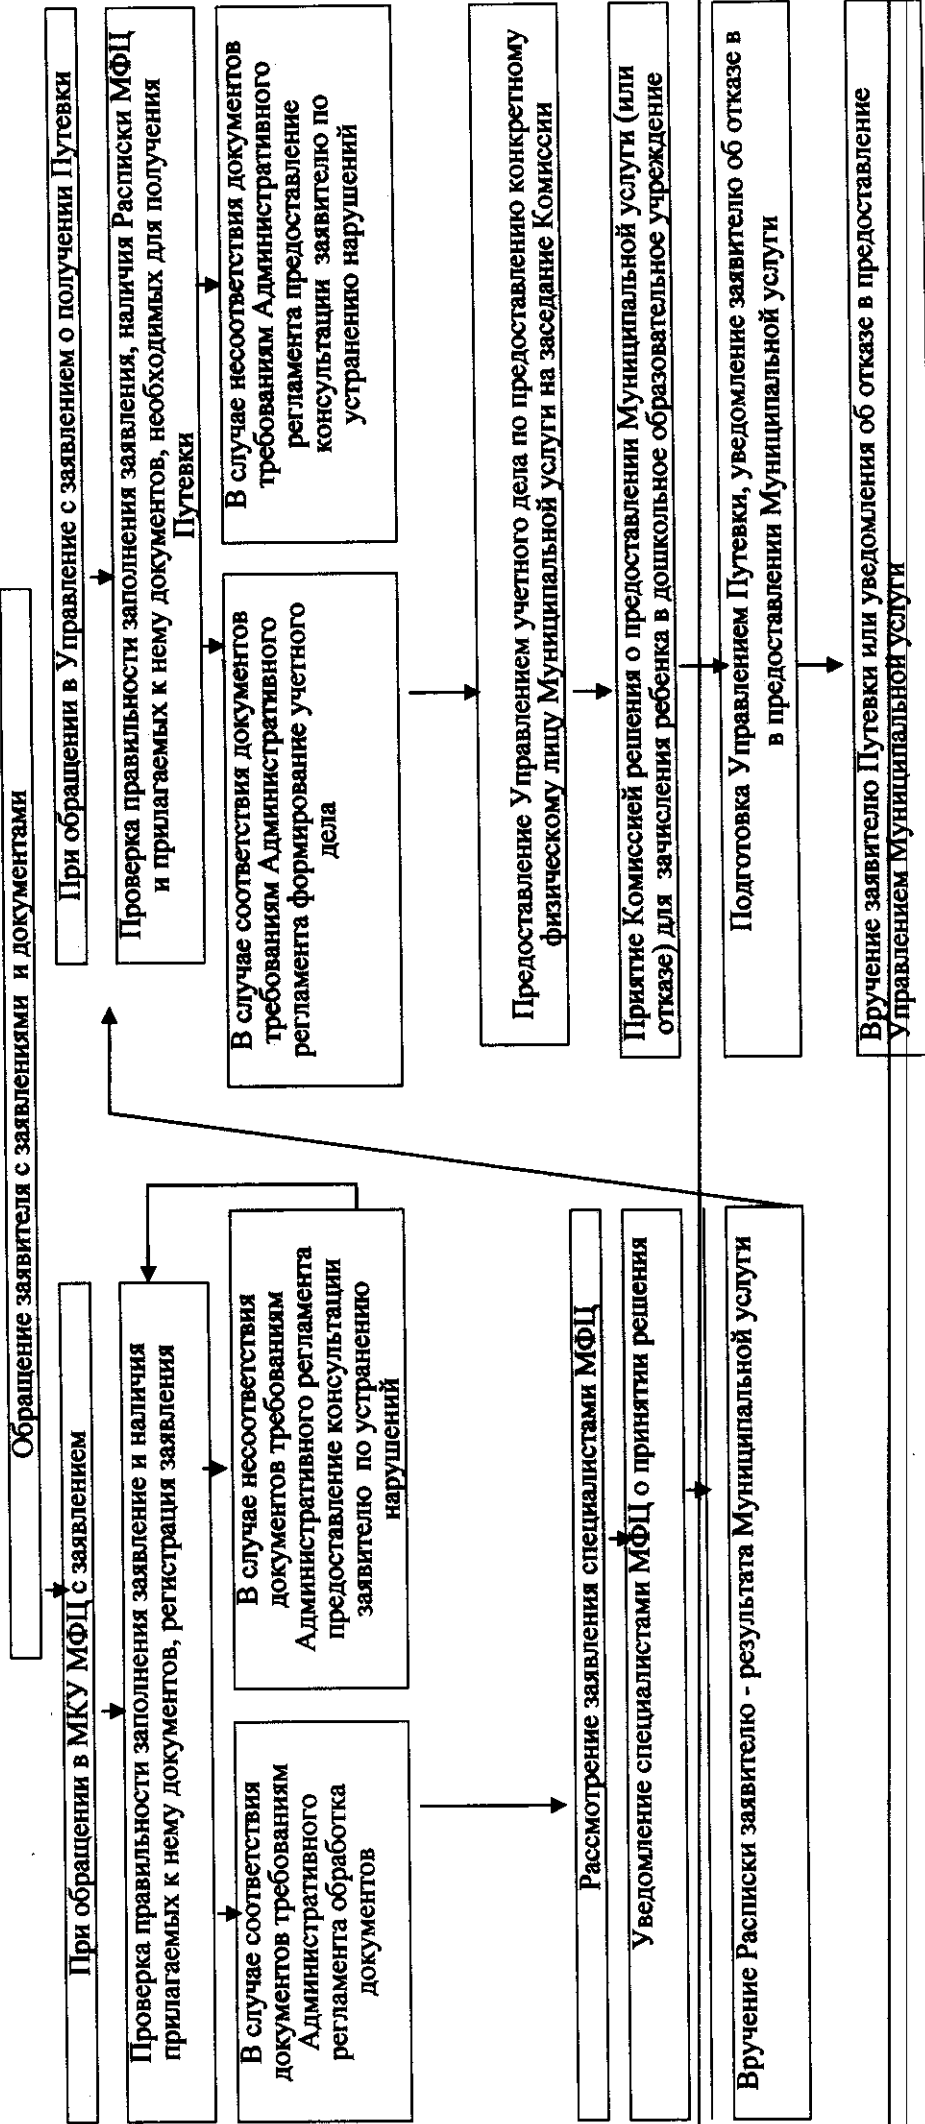 Обращение заявителя с заявлениями и документами
При обращении в МКУ МФЦ с заявлением
Проверка правильности заполнения заявление и наличия
прилагаемых к нему документов, регистрация заявления
В случае соответствия
документов требованиям
Административного
регламента обработка
документов
В случае несоответствия
документов требованиям
Административного регламента
предоставление консультации
заявителю по устранению
нарушений
Рассмотрение заявления специалистами МФЦ
Уведомление специалистами МФЦ о принятии решения
Вручение Расписки заявителю - результата Муниципальной услуги
При обращении в Управление с заявлением о получении Путевки
Проверка правильности заполнения заявления, наличия Расписки МФЦ
и прилагаемых к нему документов, необходимых для получения
Путевки
В случае соответствия документов
требованиям Административного
регламента формирование учетного
дела
В случае несоответствия документов
требованиям Административного
регламента предоставление
консультации заявителю по
устранению нарушений
Предоставление Управлением учетного дела по предоставлению конкретному
физическому лицу Муниципальной услуги на заседание Комиссии
Приятие Комиссией решения о предоставлении Муниципальной услуги (или
отказе) для зачисления ребенка в дошкольное образовательное учреждение
Подготовка Управлением Путевки, уведомление заявителю об отказе в
в предоставлении Муниципальной услуги
Вручение заявителю Путевки или уведомления об отказе в предоставление
Управлением Муниципальной услуги